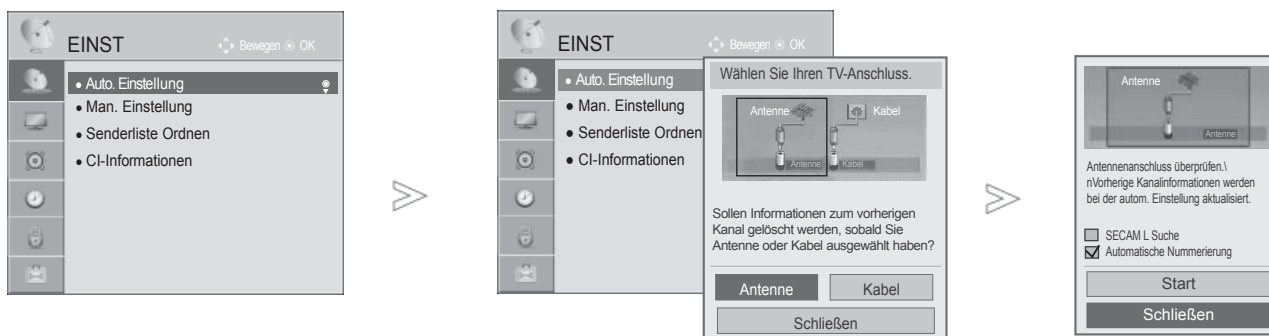 EINST
Bewegen OK
• Auto. Einstellung
• Man. Einstellung
• Senderliste Ordnen
• CI-Informationen
>
EINST
Bewegen OK
• Auto. Einstellung
• Man. Einstellung
• Senderliste Ordnen
• CI-Informationen
Wählen Sie Ihren TV-Anschluss.
Antenne
Kabel
Antenne
Kabel
Sollen Informationen zum vorherigen
Kanal gelöscht werden, sobald Sie
Antenne oder Kabel ausgewählt haben?
Antenne
Kabel
Schließen
>
Antenne
Antenne
Antennenanschluss überprüfen.\
nVorherige Kanalinformationen werden
bei der autom. Einstellung aktualisiert.
SECAM L Suche
Automatische Nummerierung
Start
Schließen